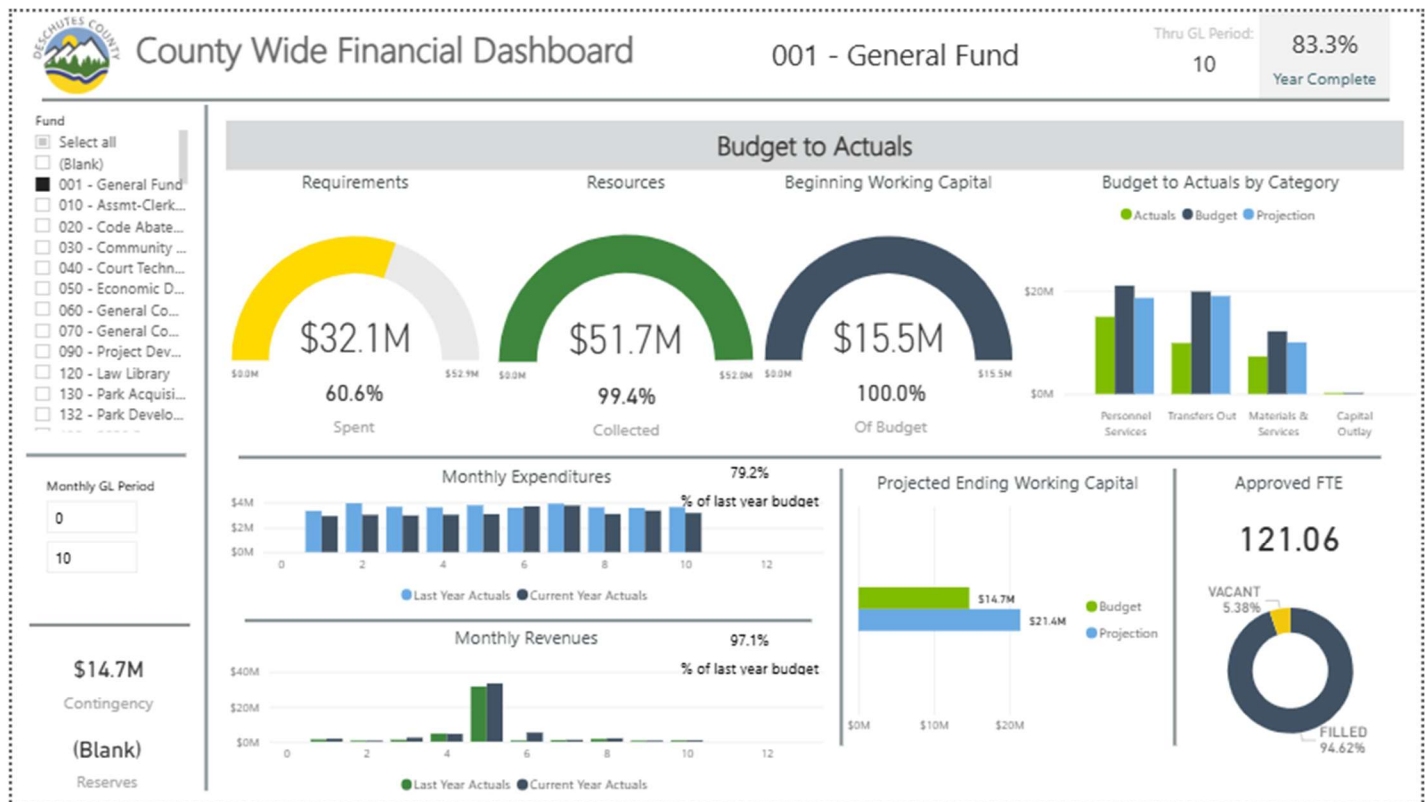 DESCHUTES COUNTY
County Wide Financial Dashboard
001 - General Fund
Thru GL Period:
10
83.3%
Year Complete
Fund
Select all
(Blank)
001 - General Fund
010 - Assmt-Clerk...
020 - Code Abate...
030 - Community ...
040 - Court Techn...
050 - Economic D...
060 - General Co...
070 - General Co...
090 - Project Dev...
120 - Law Library
130 - Park Acquisi...
132 - Park Develo...
Monthly GL Period
0
10
$14.7M
Contingency
(Blank)
Reserves
Budget to Actuals
Requirements
$32.1M
$0.0M
$52.9M
60.6%
Spent
Resources
$51.7M
$0.0M
$52.0M
99.4%
Collected
Beginning Working Capital
$15.5M
$0.0M
$15.5M
100.0%
Of Budget
Budget to Actuals by Category
Actuals Budget Projection
$20M
$0M
Personnel Services
Transfers Out
Materials & Services
Capital Outlay
Monthly Expenditures
79.2%
% of last year budget
$4M
$2M
$0M
0 2 4 6 8 10 12
Last Year Actuals Current Year Actuals
Monthly Revenues
97.1%
% of last year budget
$40M
$20M
$0M
0 2 4 6 8 10 12
Last Year Actuals Current Year Actuals
Projected Ending Working Capital
$14.7M
$21.4M
Budget
Projection
$0M $10M $20M
Approved FTE
121.06
VACANT
5.38%
FILLED
94.62%